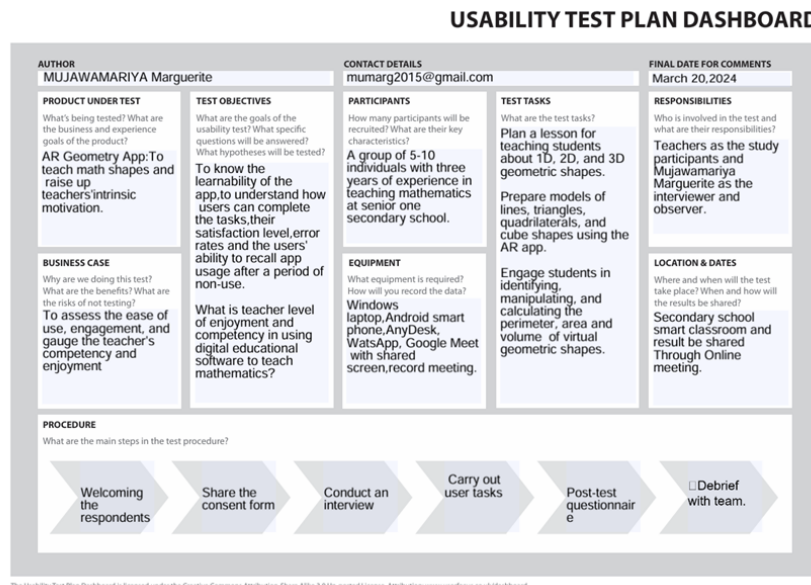 USABILITY TEST PLAN DASHBOARD
AUTHOR
MUJAWAMARIYA Marguerite
CONTACT DETAILS
mumarg2015@gmail.com
FINAL DATE FOR COMMENTS
March 20,2024
PRODUCT UNDER TEST
What's being tested? What are
the business and experience
goals of the product?
AR Geometry App:To
teach math shapes and
raise up
teachers'intrinsic
motivation.
BUSINESS CASE
Why are we doing this test?
What are the benefits? What are
the risks of not testing?
To assess the ease of
use, engagement, and
gauge the teacher's
competency and
enjoyment
TEST OBJECTIVES
What are the goals of the
usability test? What specific
questions will be answered?
What hypotheses will be tested?
To know the
learnability of the
app,to understand how
users can complete
the tasks,their
satisfaction level,error
rates and the users'
ability to recall app
usage after a period of
non-use.
What is teacher level
of enjoyment and
competency in using
digital educational
software to teach
mathematics?
PARTICIPANTS
How many participants will be
recruited? What are their key
characteristics?
A group of 5-10
individuals with three
years of experience in
teaching mathematics
at senior one
secondary school.
EQUIPMENT
What equipment is required?
How will you record the data?
Windows
laptop,Android smart
phone,AnyDesk,
WatsApp, Google Meet
with shared
screen,record meeting.
TEST TASKS
What are the test tasks?
Plan a lesson for
teaching students
about 1D, 2D, and 3D
geometric shapes.
Prepare models of
lines, triangles,
quadrilaterals, and
cube shapes using the
AR app.
Engage students in
identifying,
manipulating, and
calculating the
perimeter, area and
volume of virtual
geometric shapes.
RESPONSIBILITIES
Who is involved in the test and
what are their responsibilities?
Teachers as the study
participants and
Mujawamariya
Marguerite as the
interviewer and
observer.
LOCATION & DATES
Where and when will the test
take place? When and how will
the results be shared?
Secondary school
smart classroom and
result be shared
Through Online
meeting.
PROCEDURE
What are the main steps in the test procedure?
Welcoming
the
respondents
Share the
consent form
Conduct an
interview
Carry out
user tasks
Post-test
questionnair
e
Debrief
with team.